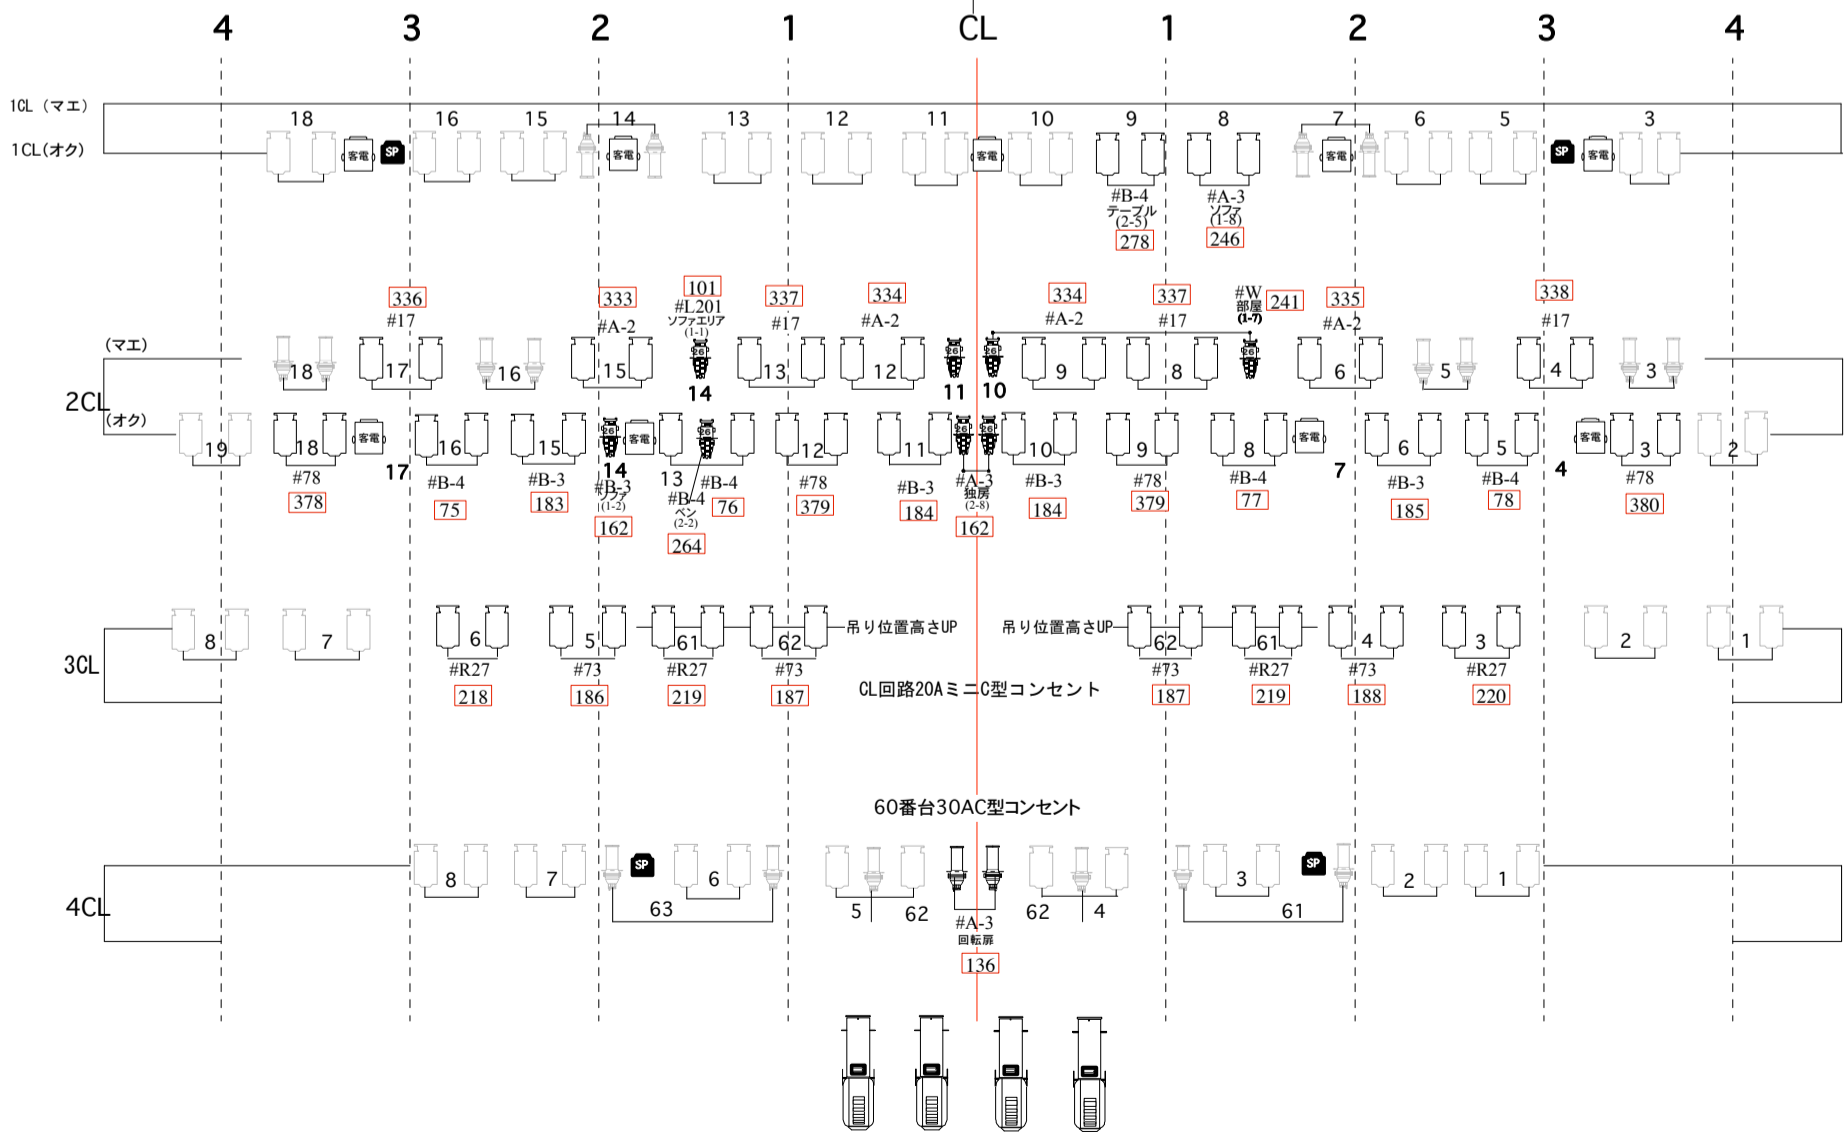 4 3 2 1 CL 1 2 3 4
1CL (マエ)
18 16 15 14 13 12 11 10 9 8 7 6 5 3
1CL(オク)
客電 SP 客電 客電 客電 SP 客電
#B-4 #A-3
テーブル ソファ
(2-5) (1-8)
278 246
336 333 101 337 334 334 337 #W 241 335 338
#17 #A-2 #L201 #17 #A-2 #A-2 #17 部屋 #A-2 #17
ソファエリア (1-7)
(1-1)
(マエ)
26 26 26 26
18 17 16 15 13 12 9 8 6 5 4 3
14 11 10
2CL
(オク)
客電 26 客電 26 26 26 客電 客電
19 18 16 15 13 12 11 10 9 8 6 5 3 2
17 14 7 4
#78 #B-4 #B-3 #B-3 #B-4 #B-4 #78 #B-3 #A-3 #B-3 #78 #B-4 #B-3 #B-4 #78
ソファ ペン 独房
(1-2) (2-2) (2-8)
378 75 183 162 264 76 379 184 162 184 379 77 185 78 380
吊り位置高さUP 吊り位置高さUP
8 7 6 5 61 62 62 61 4 3 2 1
3CL
#R27 #73 #R27 #73 #73 #R27 #73 #R27
218 186 219 187 187 219 188 220
CL回路20AミニC型コンセント
60番台30AC型コンセント
SP SP
8 7 6 5 62 62 4 3 2 1
4CL
63 61
#A-3
回転扉
136